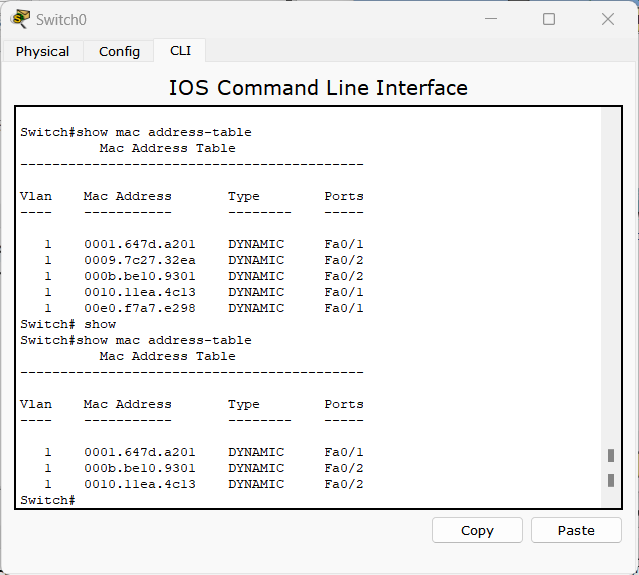 Switch0
Physical Config CLI
IOS Command Line Interface
Switch#show mac address-table
Mac Address Table
-------------------------------------------
Vlan Mac Address Type Ports
---- ----------- -------- -----
1 0001.647d.a201 DYNAMIC Fa0/1
1 0009.7c27.32ea DYNAMIC Fa0/2
1 000b.be10.9301 DYNAMIC Fa0/2
1 0010.11ea.4c13 DYNAMIC Fa0/1
1 00e0.f7a7.e298 DYNAMIC Fa0/1
Switch# show
Switch#show mac address-table
Mac Address Table
-------------------------------------------
Vlan Mac Address Type Ports
---- ----------- -------- -----
1 0001.647d.a201 DYNAMIC Fa0/1
1 000b.be10.9301 DYNAMIC Fa0/2
1 0010.11ea.4c13 DYNAMIC Fa0/2
Switch#
Copy Paste